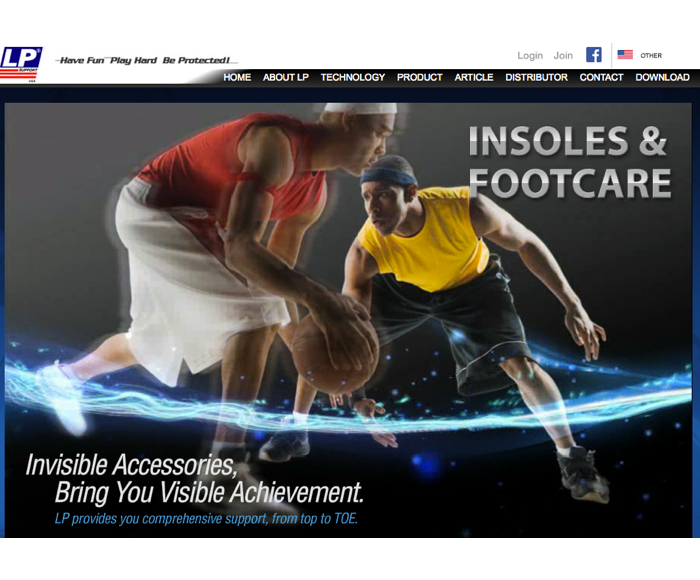 LP®
SUPPORT
Have Fun Play Hard Be Protected!
Login Join
OTHER
HOME ABOUT LP TECHNOLOGY PRODUCT ARTICLE DISTRIBUTOR CONTACT DOWNLOAD
INSOLES &
FOOTCARE
Invisible Accessories,
Bring You Visible Achievement.
LP provides you comprehensive support, from top to TOE.